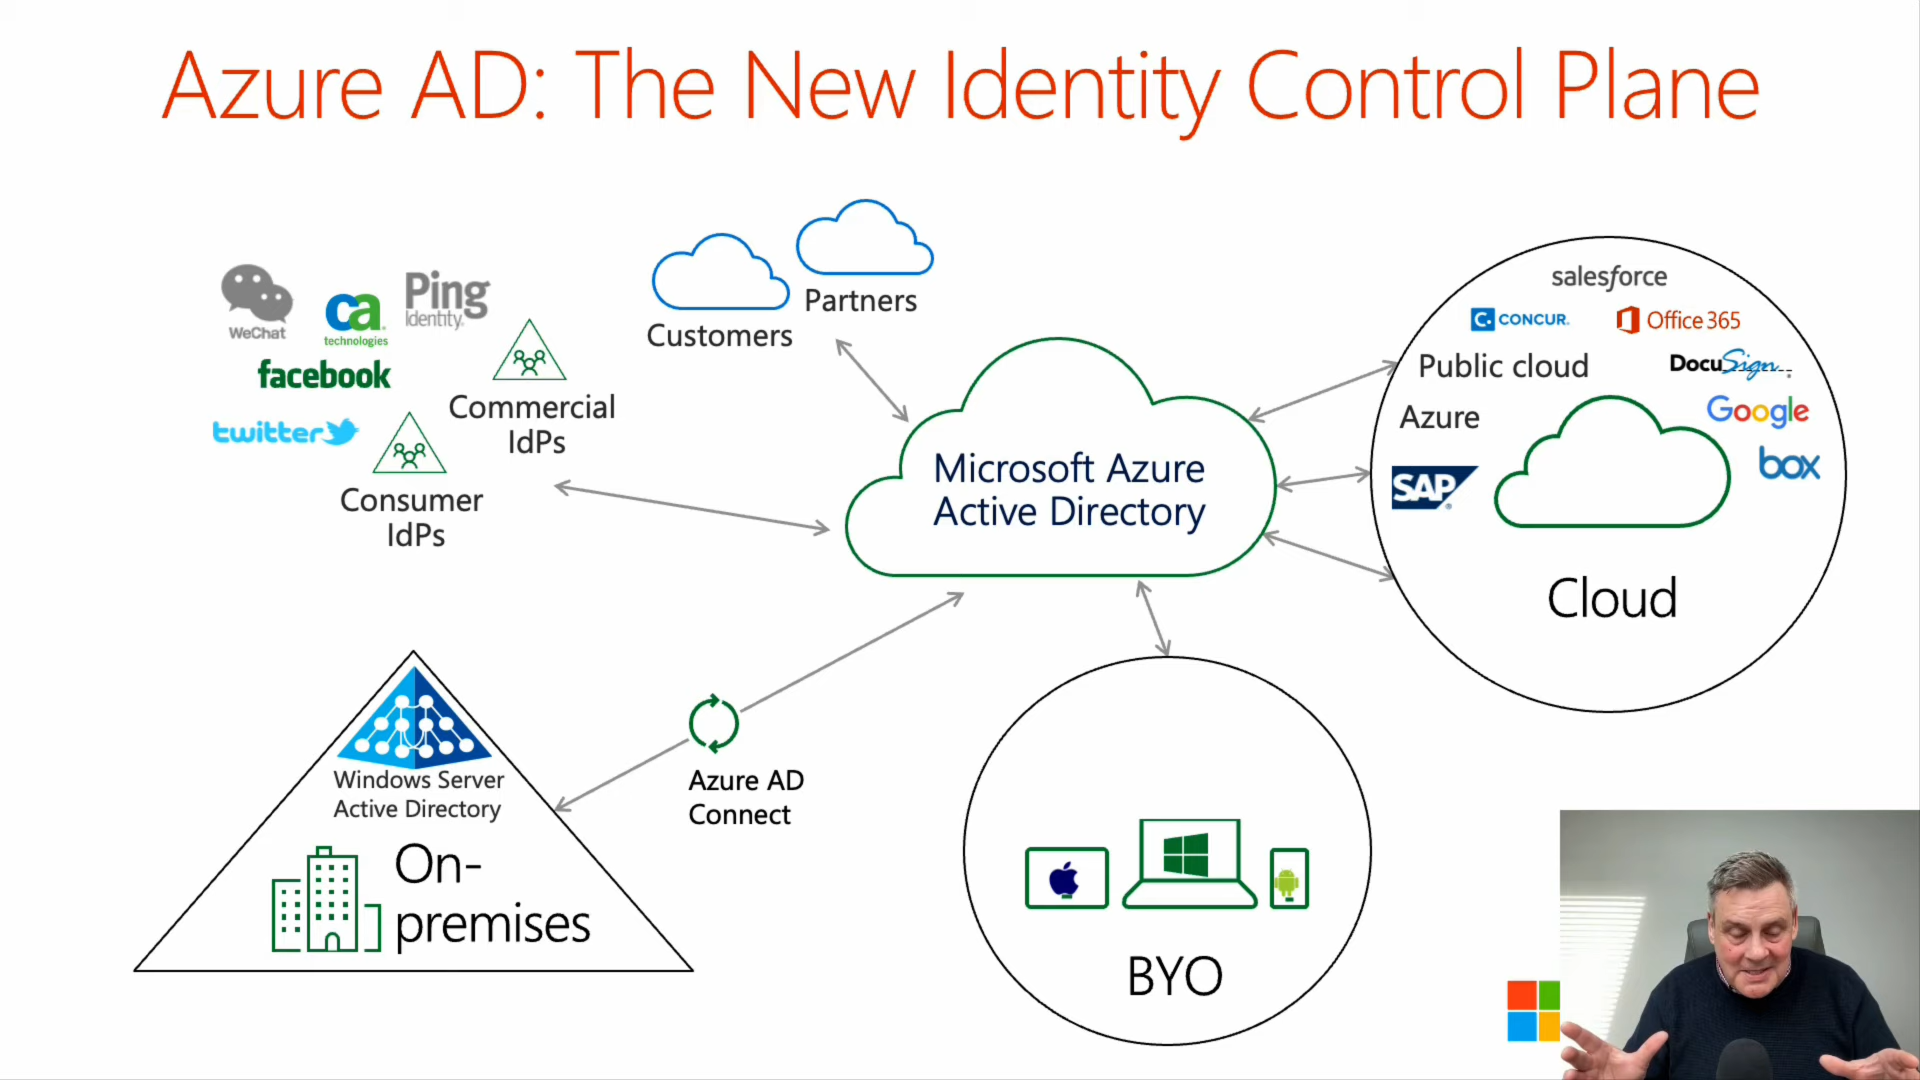 Azure AD: The New Identity Control Plane
WeChat
ca
technologies
Ping
Identity
facebook
twitter
Commercial
IdPs
Consumer
IdPs
Customers
Partners
Microsoft Azure
Active Directory
salesforce
CONCUR
Office 365
Public cloud
DocuSign
Azure
Google
SAP
box
Cloud
Windows Server
Active Directory
On-
premises
Azure AD
Connect
BYO